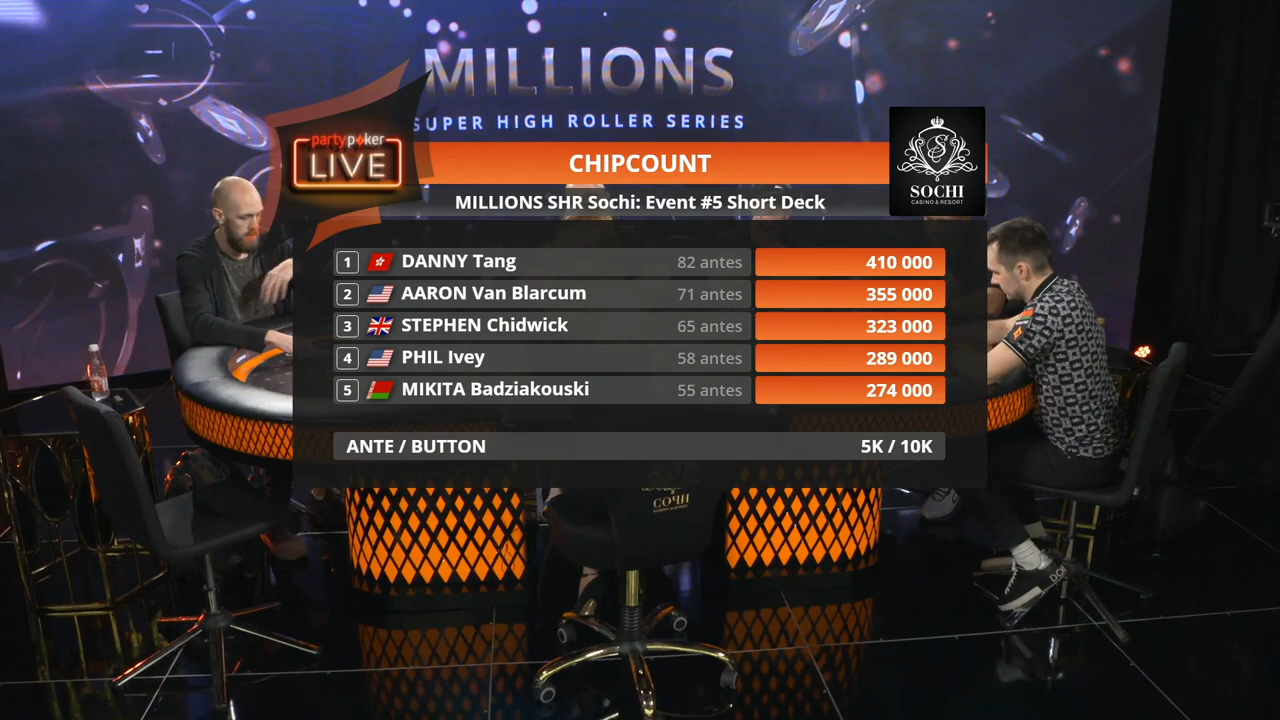 MILLIONS
SUPER HIGH ROLLER SERIES
partypoker
LIVE
CHIPCOUNT
MILLIONS SHR Sochi: Event #5 Short Deck
SOCHI
CASINO & RESORT
1 DANNY Tang 82 antes 410 000
2 AARON Van Blarcum 71 antes 355 000
3 STEPHEN Chidwick 65 antes 323 000
4 PHIL Ivey 58 antes 289 000
5 MIKITA Badziakouski 55 antes 274 000
ANTE / BUTTON 5K / 10K
СОЧИ